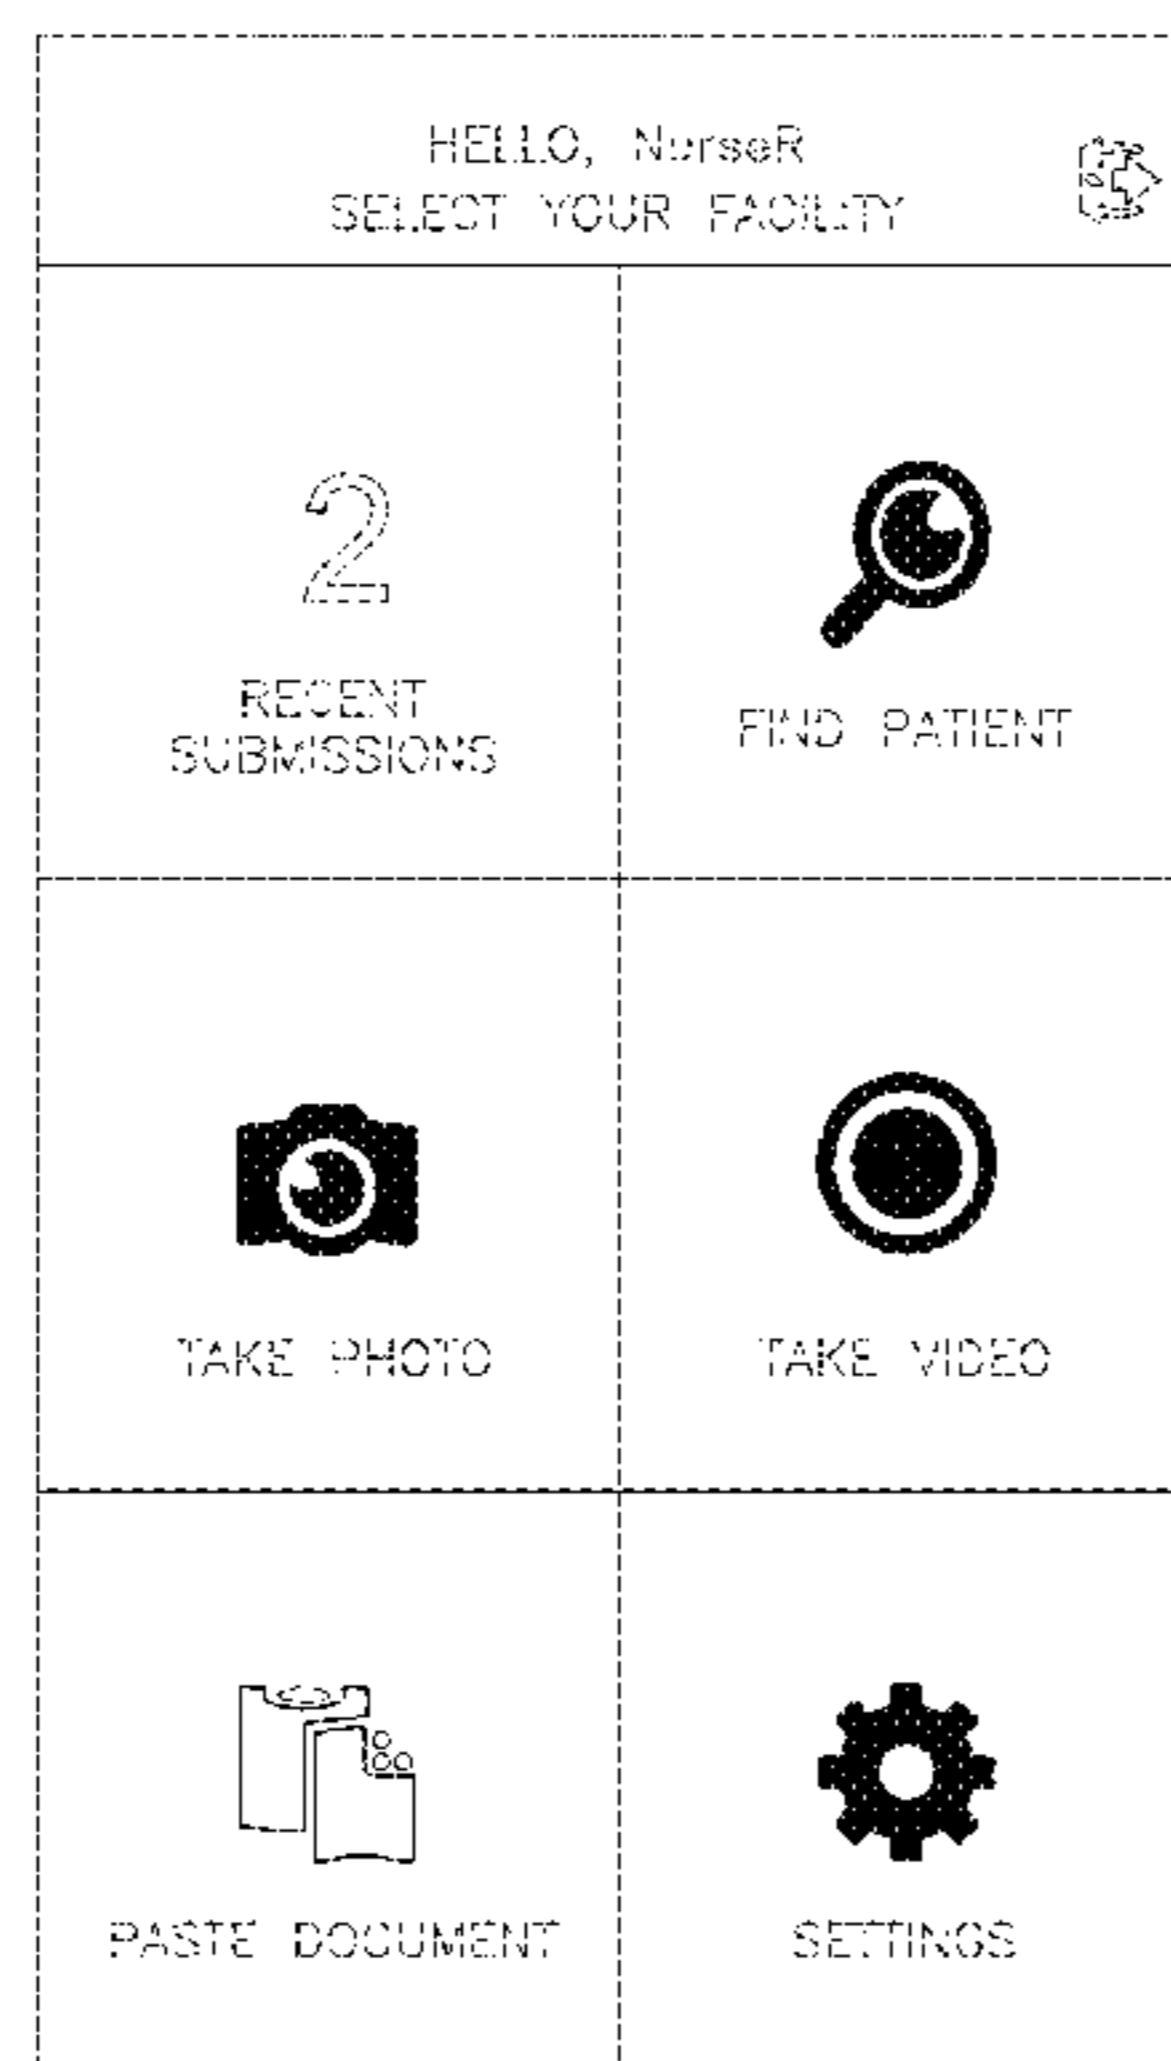 HELLO, NurseR
SELECT YOUR FACILITY
2
RECENT
SUBMISSIONS
FIND PATIENT
TAKE PHOTO
TAKE VIDEO
PASTE DOCUMENT
SETTINGS